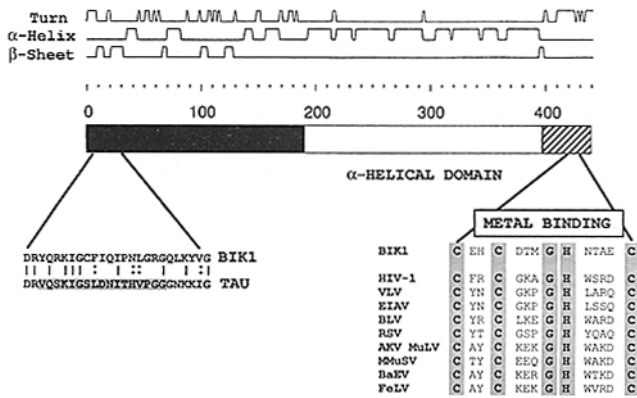 Turn
α-Helix
β-Sheet
0 100 200 300 400
α-HELICAL DOMAIN
METAL BINDING
DRYQRKIGCFIQIPNLGRGQLKYVG BIK1
DRVQSKIGSLDNITHVPGGGNKKIG TAU
BIK1 C EH C DTM G H NTAE C
HIV-1 C FR C GKA G H WSRD C
VLV C YN C GKP G H LARQ C
EIAV C YN C GKP G H LSSQ C
BLV C YR C LKE G H WARD C
RSV C YT C GSP G H YQAQ C
AKV MuLV C AY C KEK G H WAKD C
MMuSV C TY C EEQ G H WAKD C
BaEV C AY C KER G H WTKD C
FeLV C AY C KEK G H WVRD C